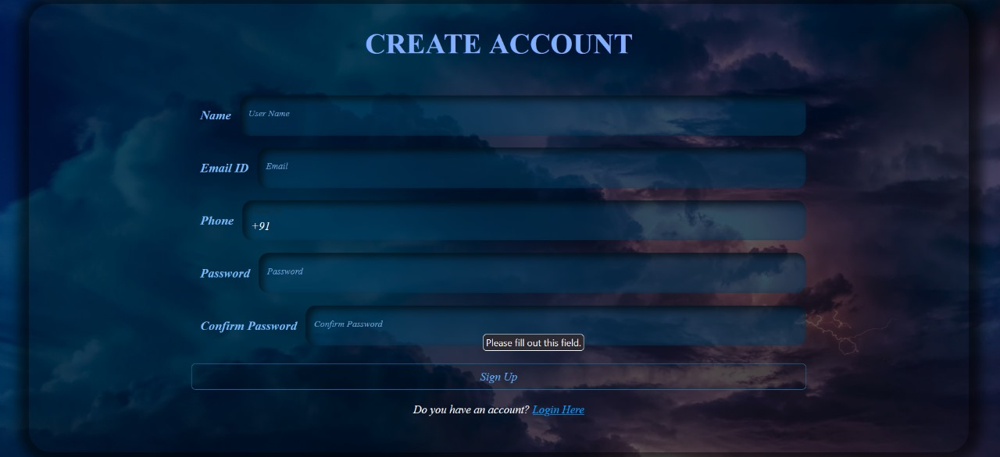 CREATE ACCOUNT
Name User Name
Email ID Email
Phone +91
Password Password
Confirm Password Confirm Password
Please fill out this field.
Sign Up
Do you have an account? Login Here